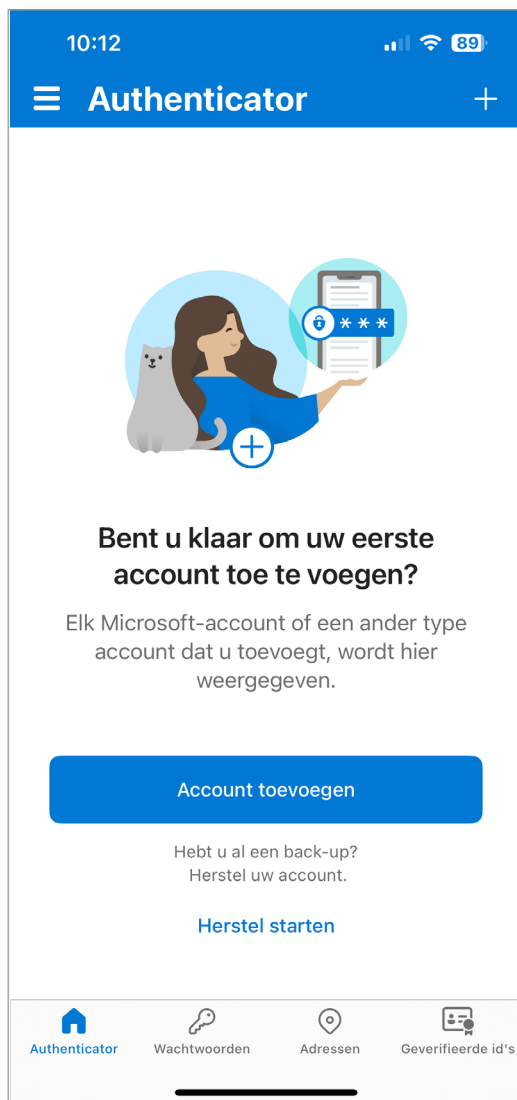 10:12
89
Authenticator
* * *
Bent u klaar om uw eerste
account toe te voegen?
Elk Microsoft-account of een ander type
account dat u toevoegt, wordt hier
weergegeven.
Account toevoegen
Hebt u al een back-up?
Herstel uw account.
Herstel starten
Authenticator
Wachtwoorden
Adressen
Geverifieerde id's